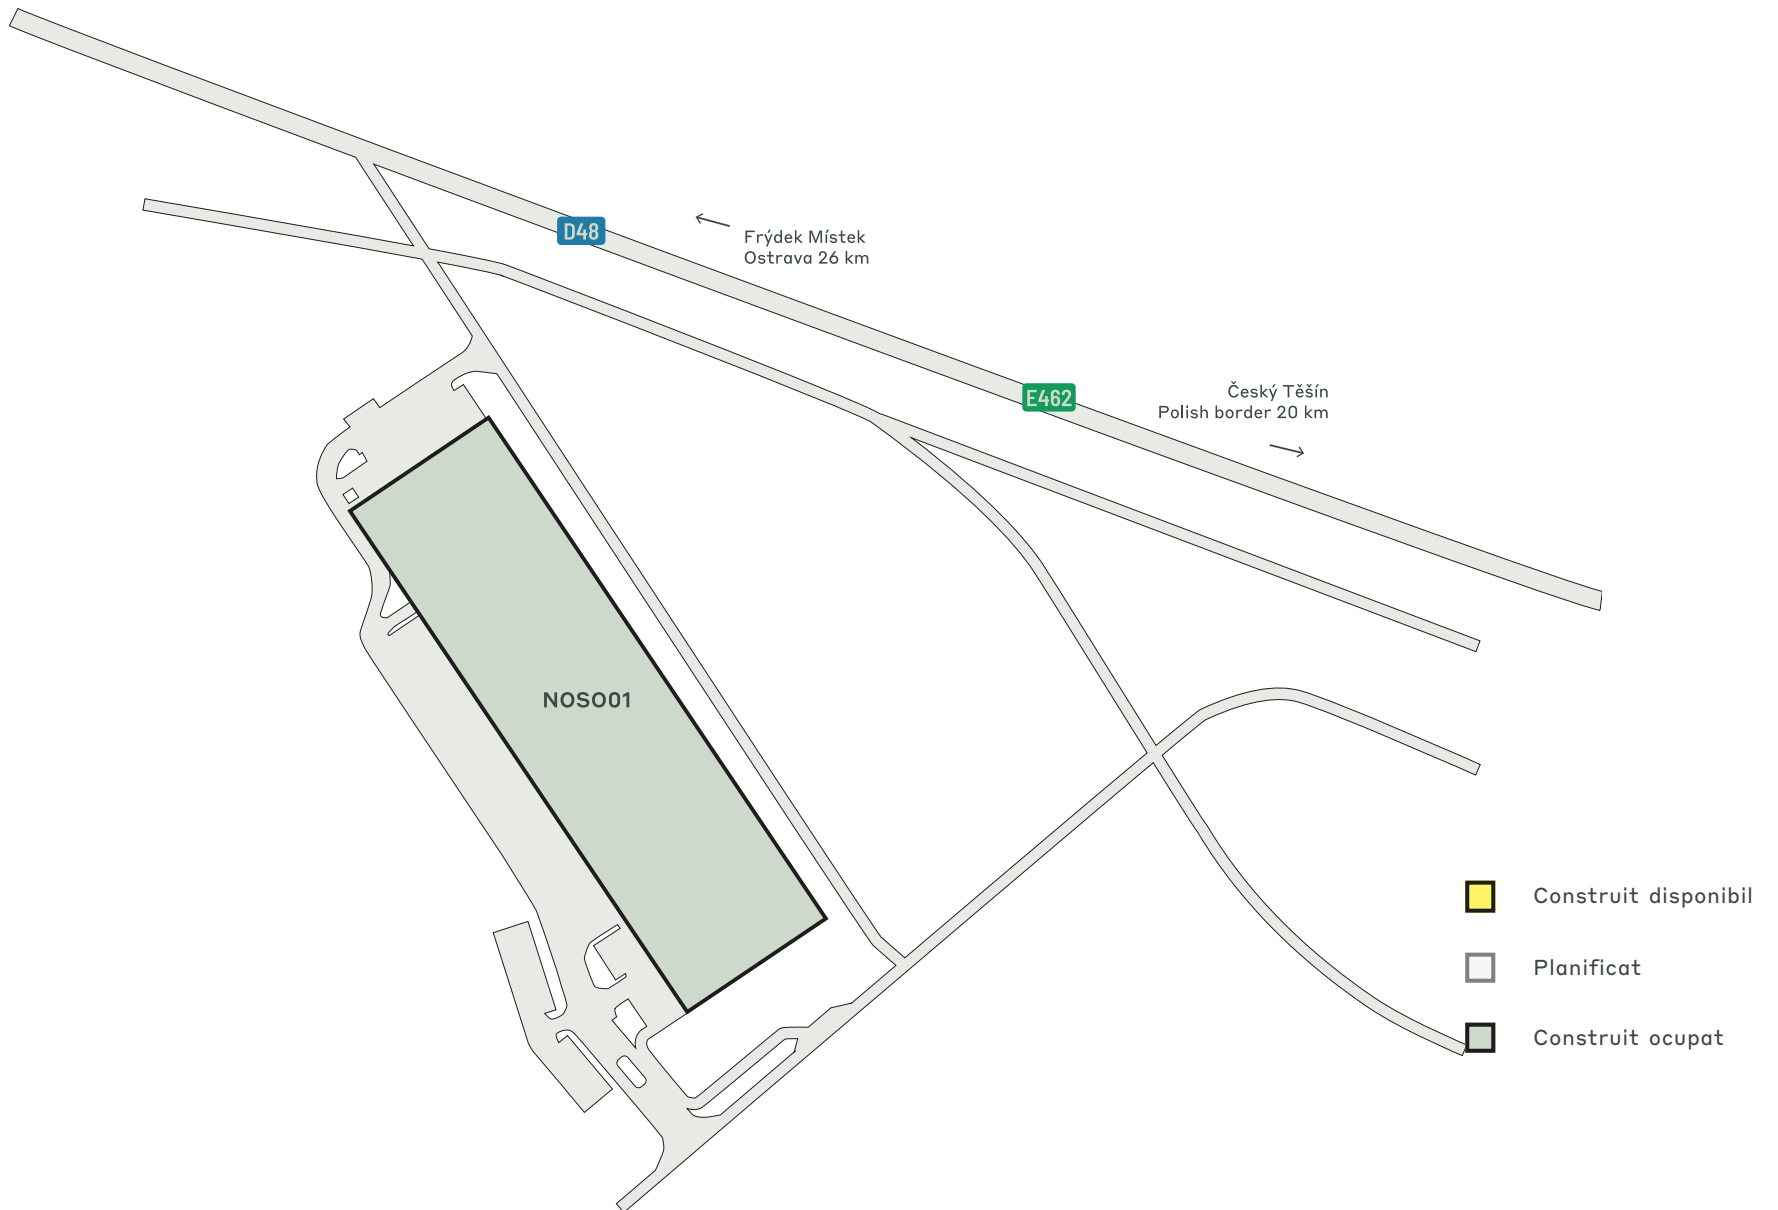 D48
Frýdek Místek
Ostrava 26 km
E462
Český Těšín
Polish border 20 km
NOSO01
Construit disponibil
Planificat
Construit ocupat